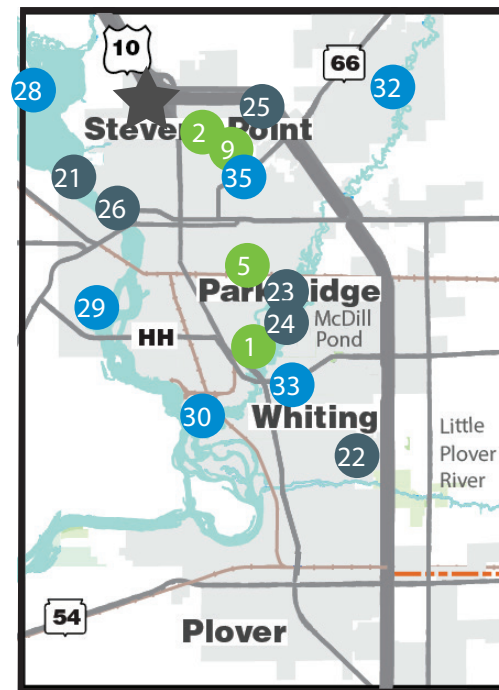 10
66
28
32
25
Stevens Point
2
9
35
21
26
5
Park Ridge
23
29
24
McDill
Pond
HH
1
33
30
Whiting
22
Little
Plover
River
54
Plover